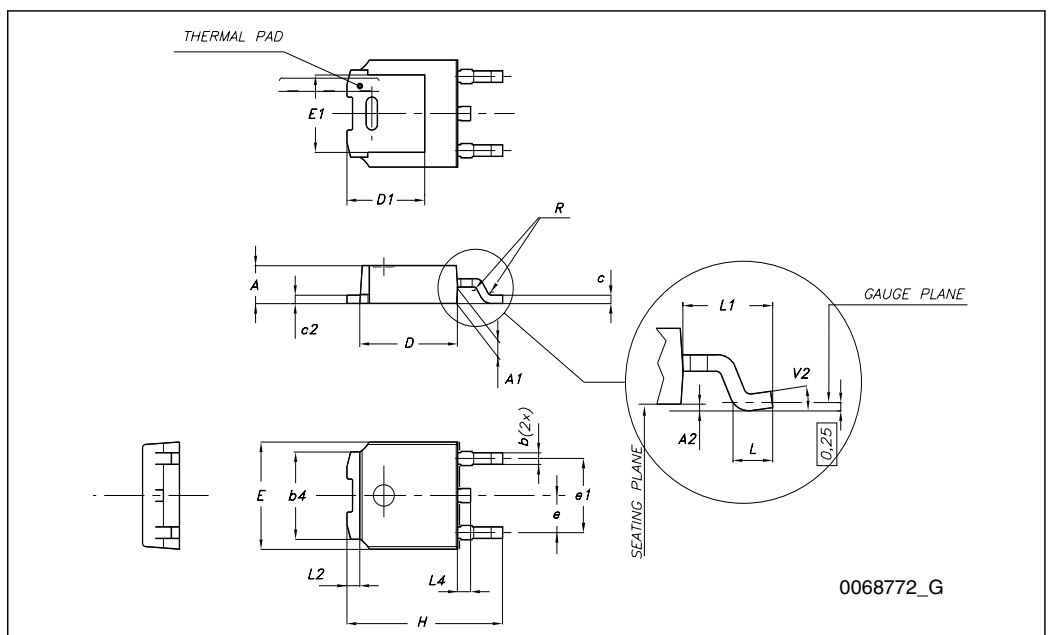 THERMAL PAD
E1
D1
R
A
c
c2
D
A1
L1
GAUGE PLANE
V2
A2
L
0,25
SEATING PLANE
b(2x)
E
b4
e1
e
L2
L4
H
0068772_G